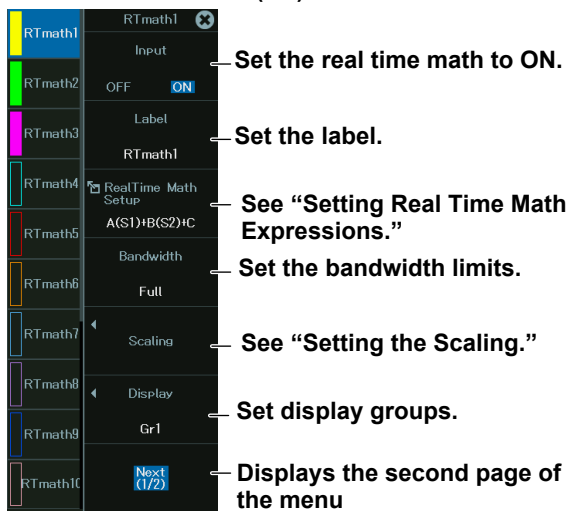 RTmath1
RTmath2
RTmath3
RTmath4
RTmath5
RTmath6
RTmath7
RTmath8
RTmath9
RTmath10
RTmath1
Input
OFF ON
Label
RTmath1
RealTime Math
Setup
A(S1)+B(S2)+C
Bandwidth
Full
Scaling
Display
Gr1
Next
(1/2)
Set the real time math to ON.
Set the label.
See “Setting Real Time Math
Expressions.”
Set the bandwidth limits.
See “Setting the Scaling.”
Set display groups.
Displays the second page of
the menu